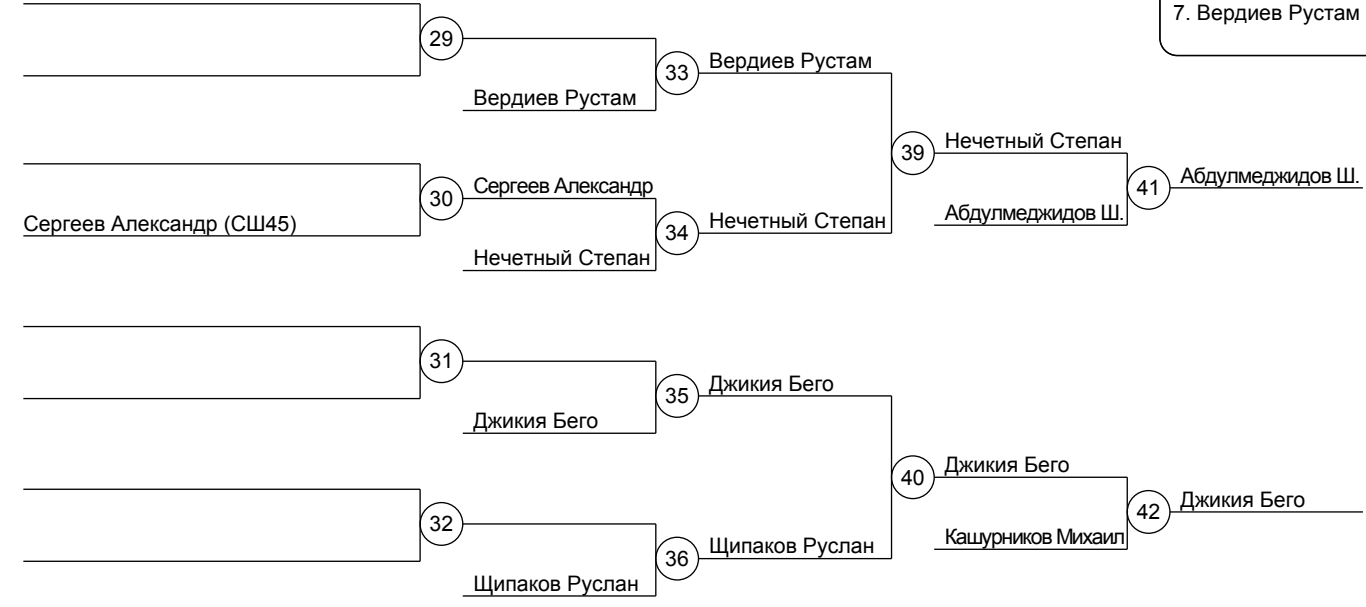 7. Вердиев Рустам
29
33
Вердиев Рустам
Вердиев Рустам
39
Нечетный Степан
30
Сергеев Александр
41
Абдулмеджидов Ш.
Сергеев Александр (СШ45)
34
Нечетный Степан
Абдулмеджидов Ш.
Нечетный Степан
31
35
Джикия Бего
Джикия Бего
40
Джикия Бего
32
42
Джикия Бего
36
Щипаков Руслан
Кашурников Михаил
Щипаков Руслан